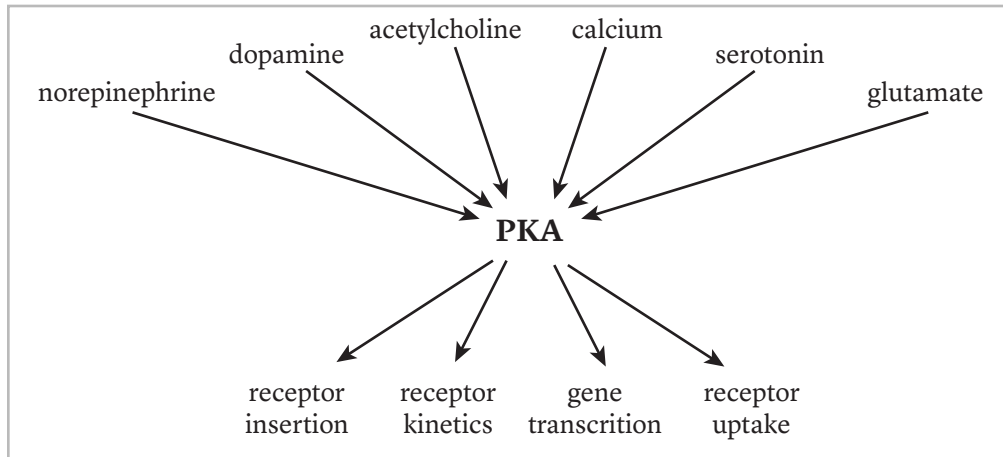 acetylcholine
calcium
dopamine
serotonin
norepinephrine
glutamate
PKA
receptor
insertion
receptor
kinetics
gene
transcrition
receptor
uptake